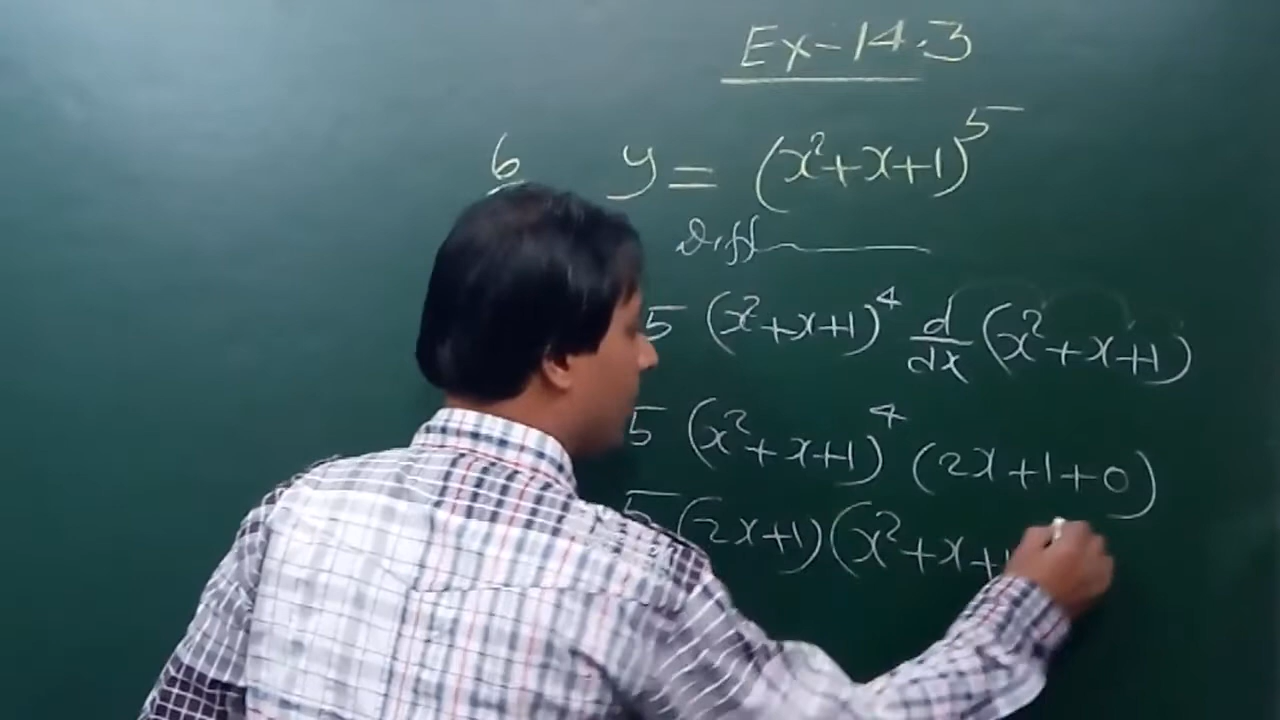 Ex-14.3
6 y = (x²+x+1)⁵
Diff
5 (x²+x+1)⁴ d/dx (x²+x+1)
5 (x²+x+1)⁴ (2x+1+0)
5 (2x+1)(x²+x+1